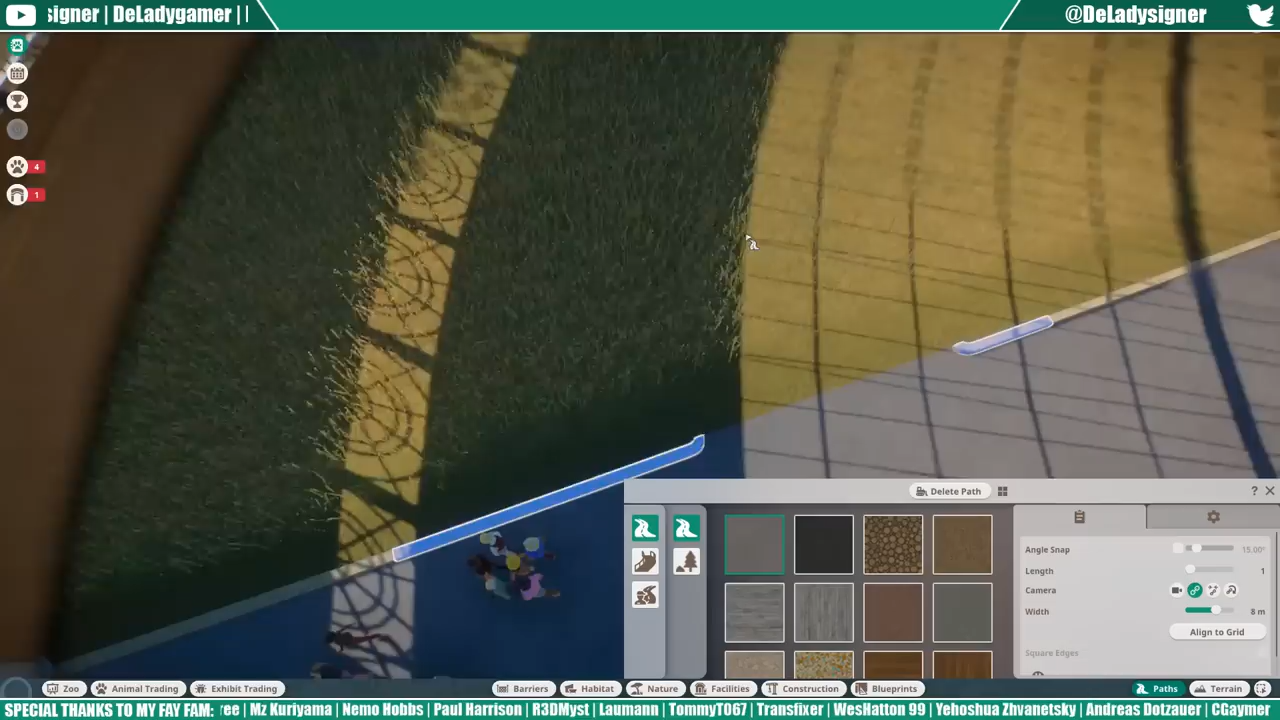 signer | DeLadygamer | |
@DeLadysigner
4
1
Delete Path
?
Angle Snap 15.00°
Length 1
Camera
Width 8 m
Align to Grid
Square Edges
Zoo
Animal Trading
Exhibit Trading
Barriers
Habitat
Nature
Facilities
Construction
Blueprints
Paths
Terrain
SPECIAL THANKS TO MY FAY FAM: ree | Mz Kuriyama | Nemo Hobbs | Paul Harrison | R3DMyst | Laumann | TommyT067 | Transfixer | WesHatton 99 | Yehoshua Zhvanetsky | Andreas Dotzauer | CGaymer